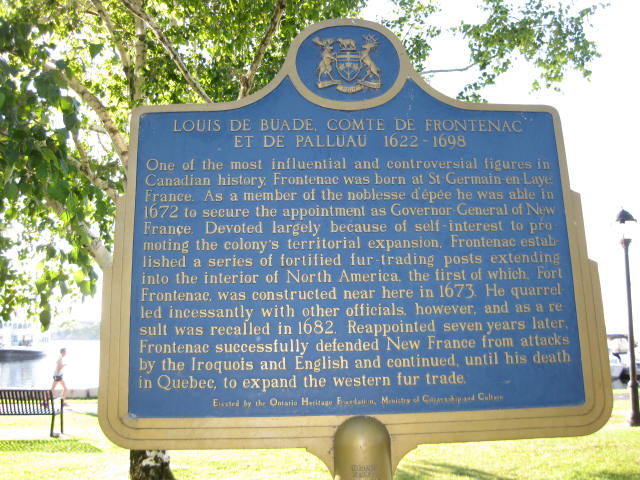 LOUIS DE BUADE, COMTE DE FRONTENAC
ET DE PALLUAU 1622-1698
One of the most influential and controversial figures in
Canadian history, Frontenac was born at St-Germain-en-Laye
France. As a member of the noblesse d'épée he was able in
1672 to secure the appointment as Governor-General of New
France. Devoted largely because of self-interest to pro-
moting the colony's territorial expansion, Frontenac estab-
lished a series of fortified fur-trading posts extending
into the interior of North America, the first of which, Fort
Frontenac, was constructed near here in 1673. He quarrel-
led incessantly with other officials, however, and as a re-
sult was recalled in 1682. Reappointed seven years later,
Frontenac successfully defended New France from attacks
by the Iroquois and English and continued, until his death
in Quebec, to expand the western fur trade.
Erected by the Ontario Heritage Foundation, Ministry of Citizenship and Culture